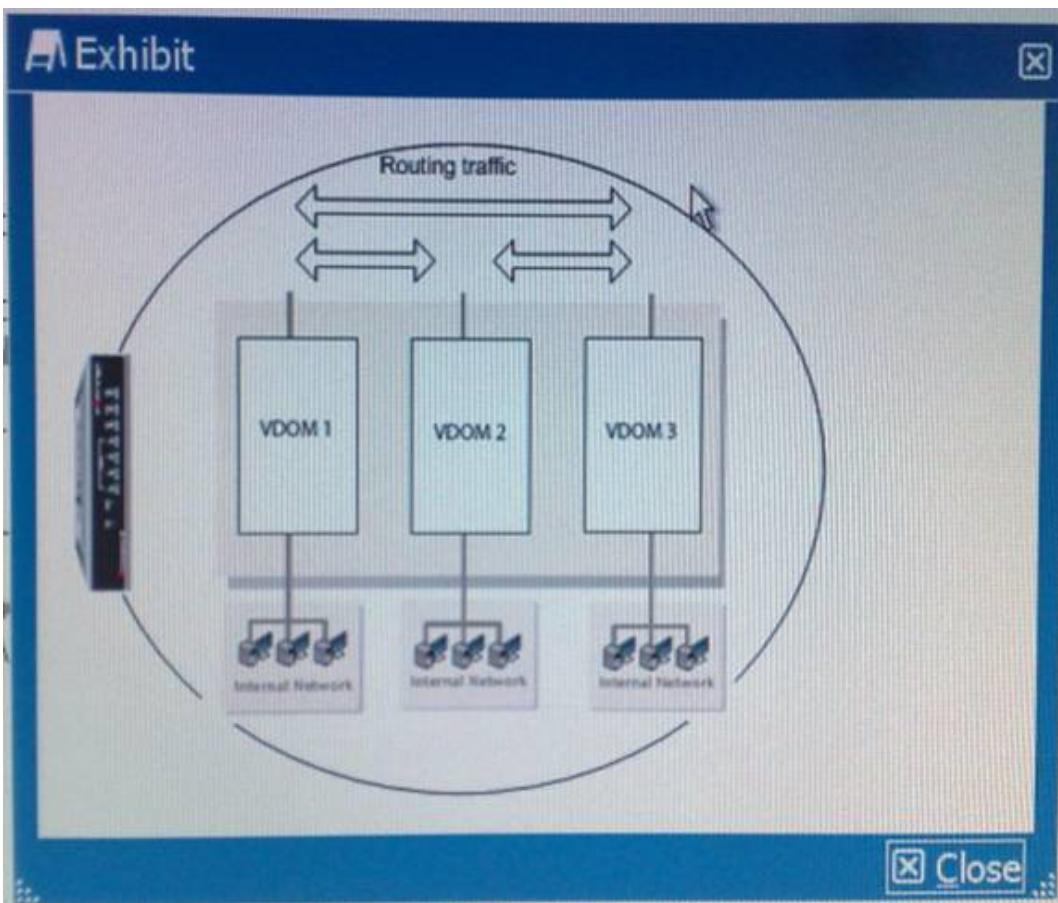 Exhibit
Routing traffic
VDOM 1
VDOM 2
VDOM 3
Internal Network
Internal Network
Internal Network
Close